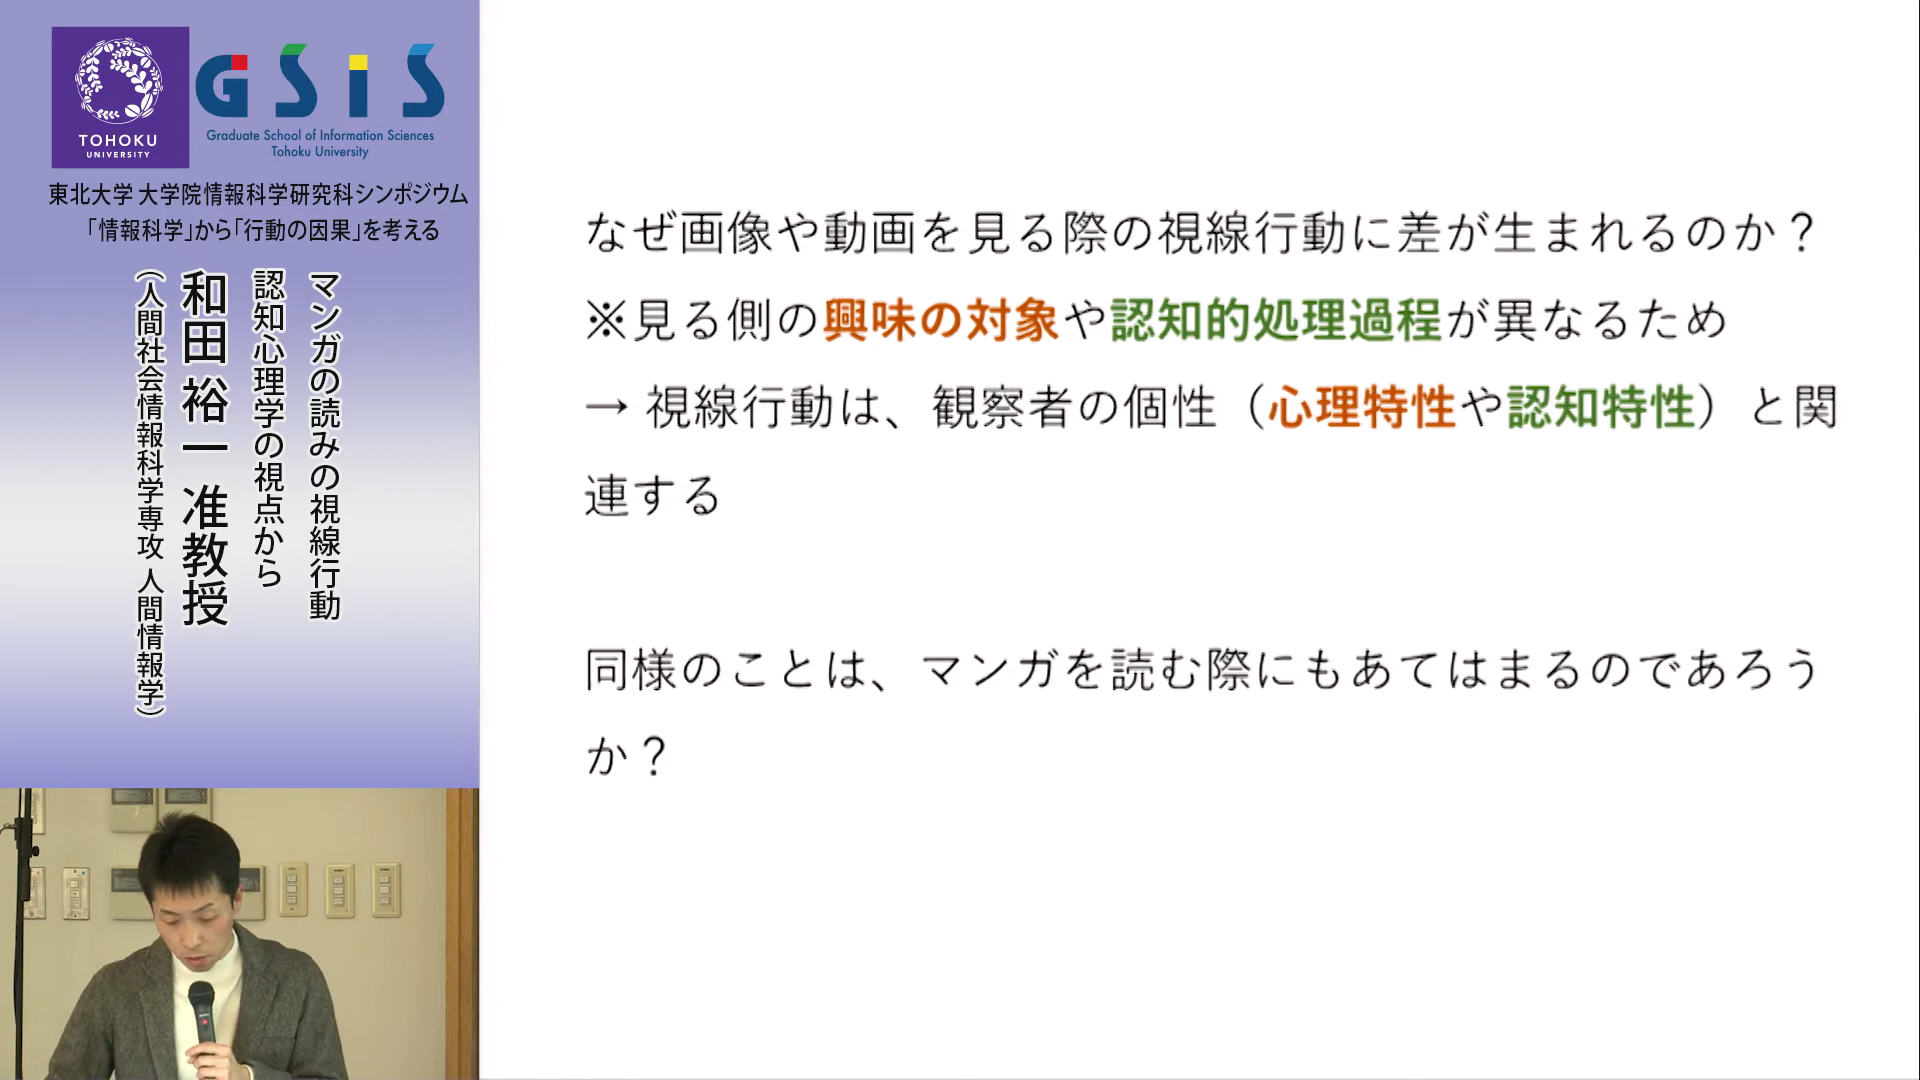 TOHOKU
UNIVERSITY
GSiS
Graduate School of Information Sciences
Tohoku University
東北大学 大学院情報科学研究科シンポジウム
「情報科学」から「行動の因果」を考える
マンガの読みの視線行動
認知心理学の視点から
和田 裕一 准教授
（人間社会情報科学専攻 人間情報学）
なぜ画像や動画を見る際の視線行動に差が生まれるのか？
※見る側の興味の対象や認知的処理過程が異なるため
→ 視線行動は、観察者の個性（心理特性や認知特性）と関
連する
同様のことは、マンガを読む際にもあてはまるのであろう
か？